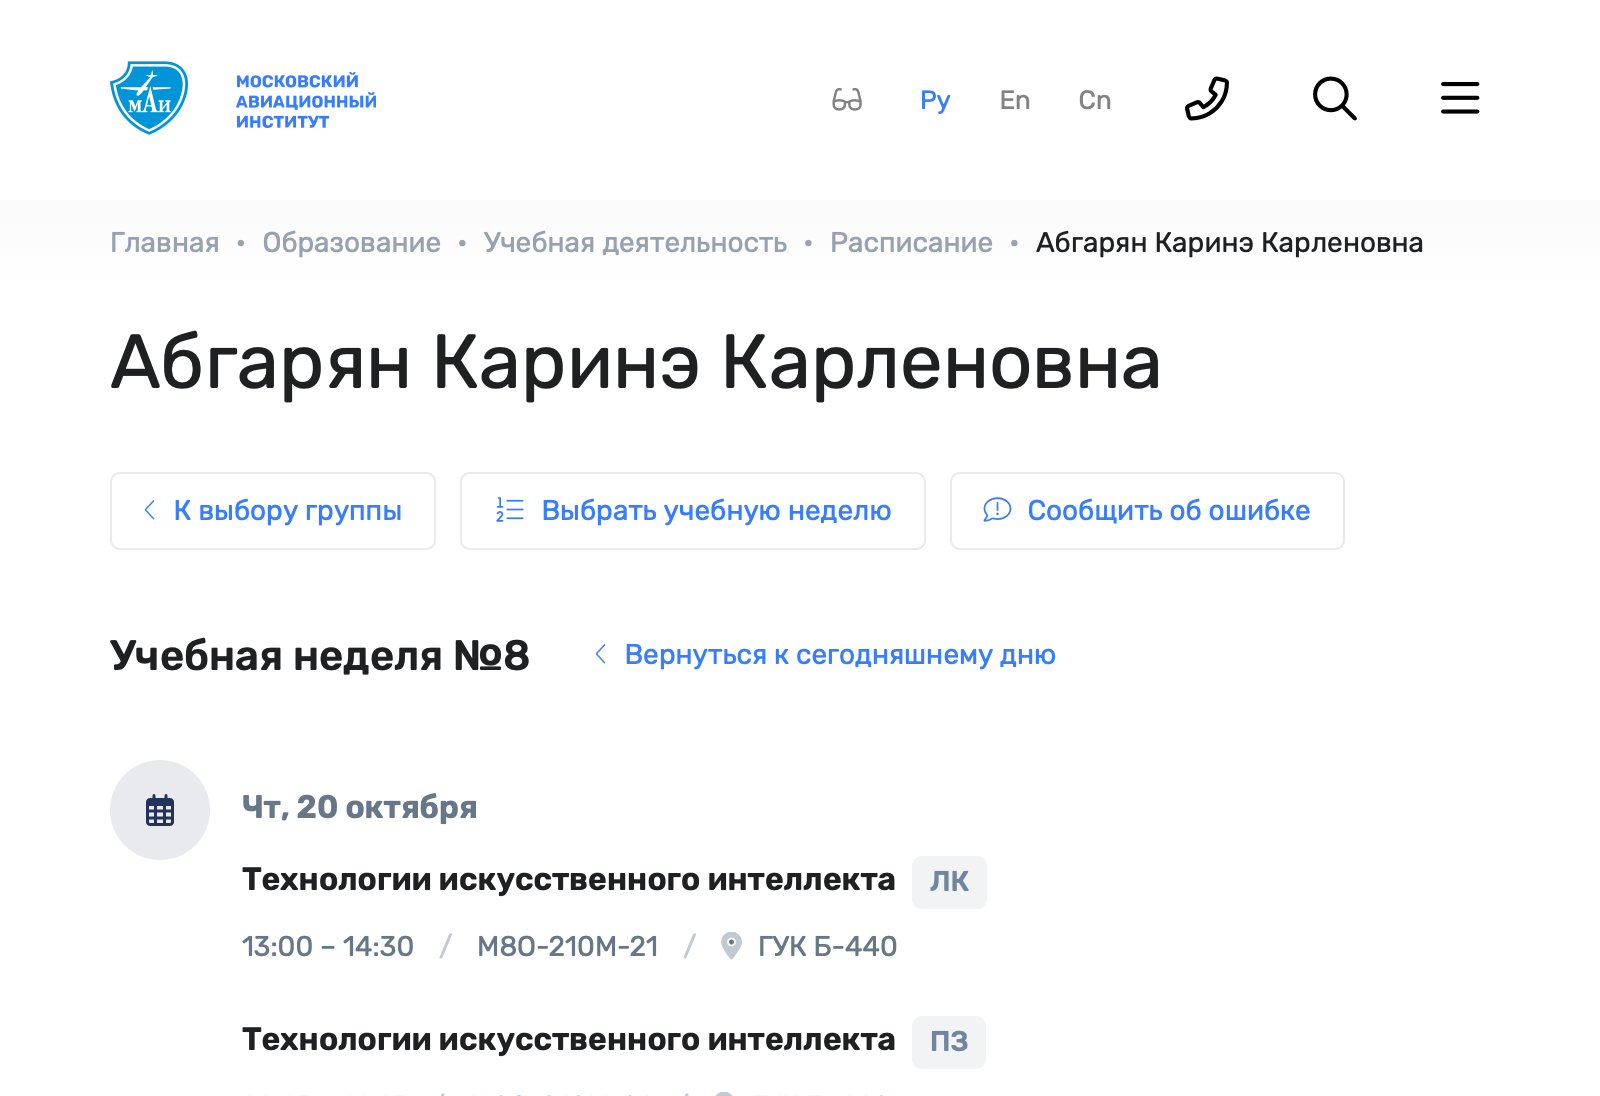 МАИ
МОСКОВСКИЙ
АВИАЦИОННЫЙ
ИНСТИТУТ
Ру En Cn
Главная • Образование • Учебная деятельность • Расписание • Абгарян Каринэ Карленовна
Абгарян Каринэ Карленовна
К выбору группы
Выбрать учебную неделю
Сообщить об ошибке
Учебная неделя №8
Вернуться к сегодняшнему дню
Чт, 20 октября
Технологии искусственного интеллекта ЛК
13:00 – 14:30 / М8О-210М-21 / ГУК Б-440
Технологии искусственного интеллекта ПЗ